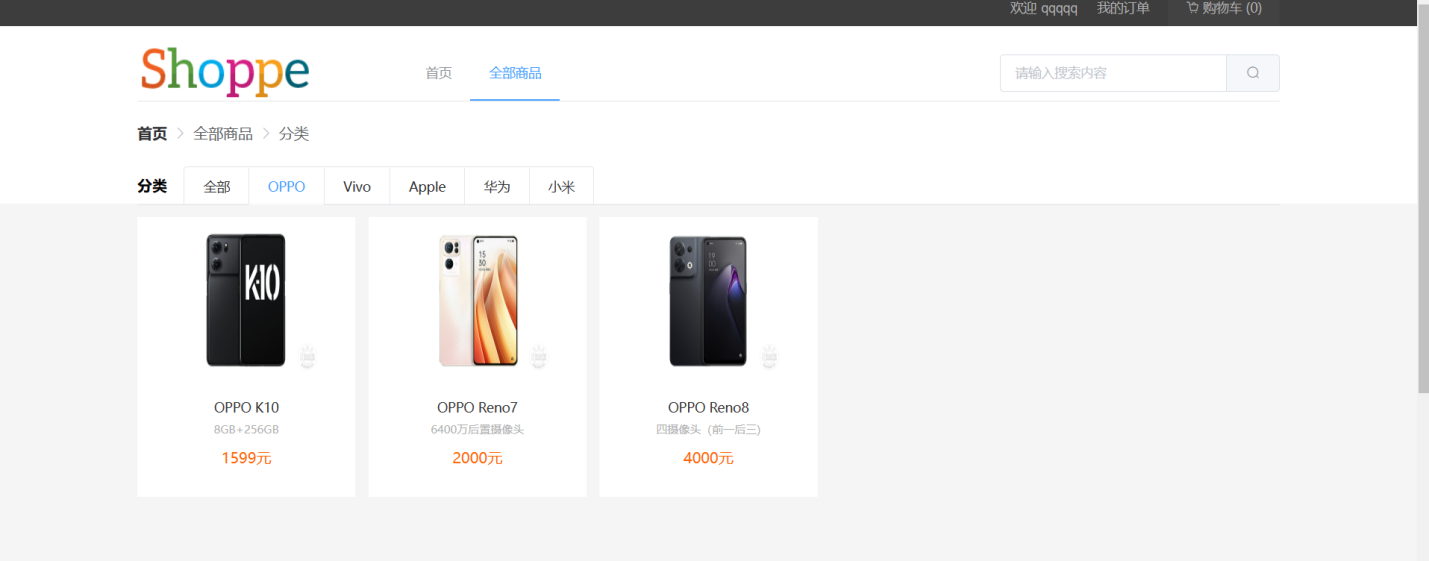 欢迎 qqqqq 我的订单 购物车 (0)
Shoppe 首页 全部商品 请输入搜索内容
首页 > 全部商品 > 分类
分类 全部 OPPO Vivo Apple 华为 小米
K10
OPPO K10
8GB+256GB
1599元
13
30
OPPO Reno7
6400万后置摄像头
2000元
19
00
OPPO Reno8
四摄像头（前一后三)
4000元